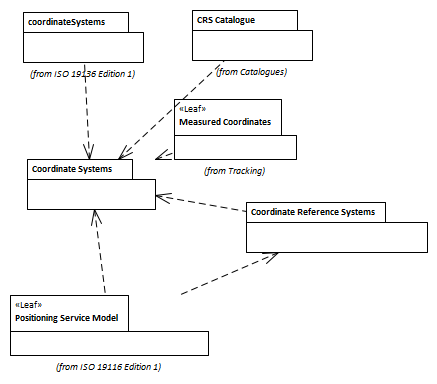 coordinateSystems
(from ISO 19136 Edition 1)
CRS Catalogue
(from Catalogues)
«Leaf»
Measured Coordinates
(from Tracking)
Coordinate Systems
Coordinate Reference Systems
«Leaf»
Positioning Service Model
(from ISO 19116 Edition 1)